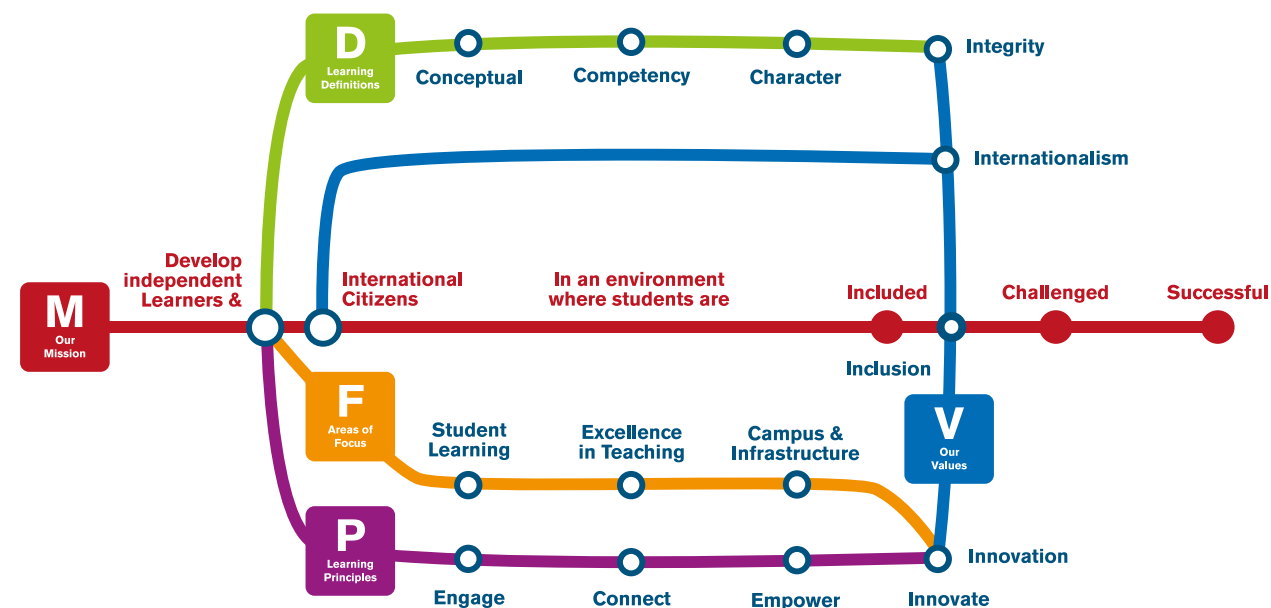 D
Learning
Definitions
Conceptual
Competency
Character
Integrity
Internationalism
M
Our
Mission
Develop
independent
Learners &
International
Citizens
In an environment
where students are
Included
Challenged
Successful
Inclusion
F
Areas of
Focus
Student
Learning
Excellence
in Teaching
Campus &
Infrastructure
V
Our
Values
P
Learning
Principles
Engage
Connect
Empower
Innovation
Innovate